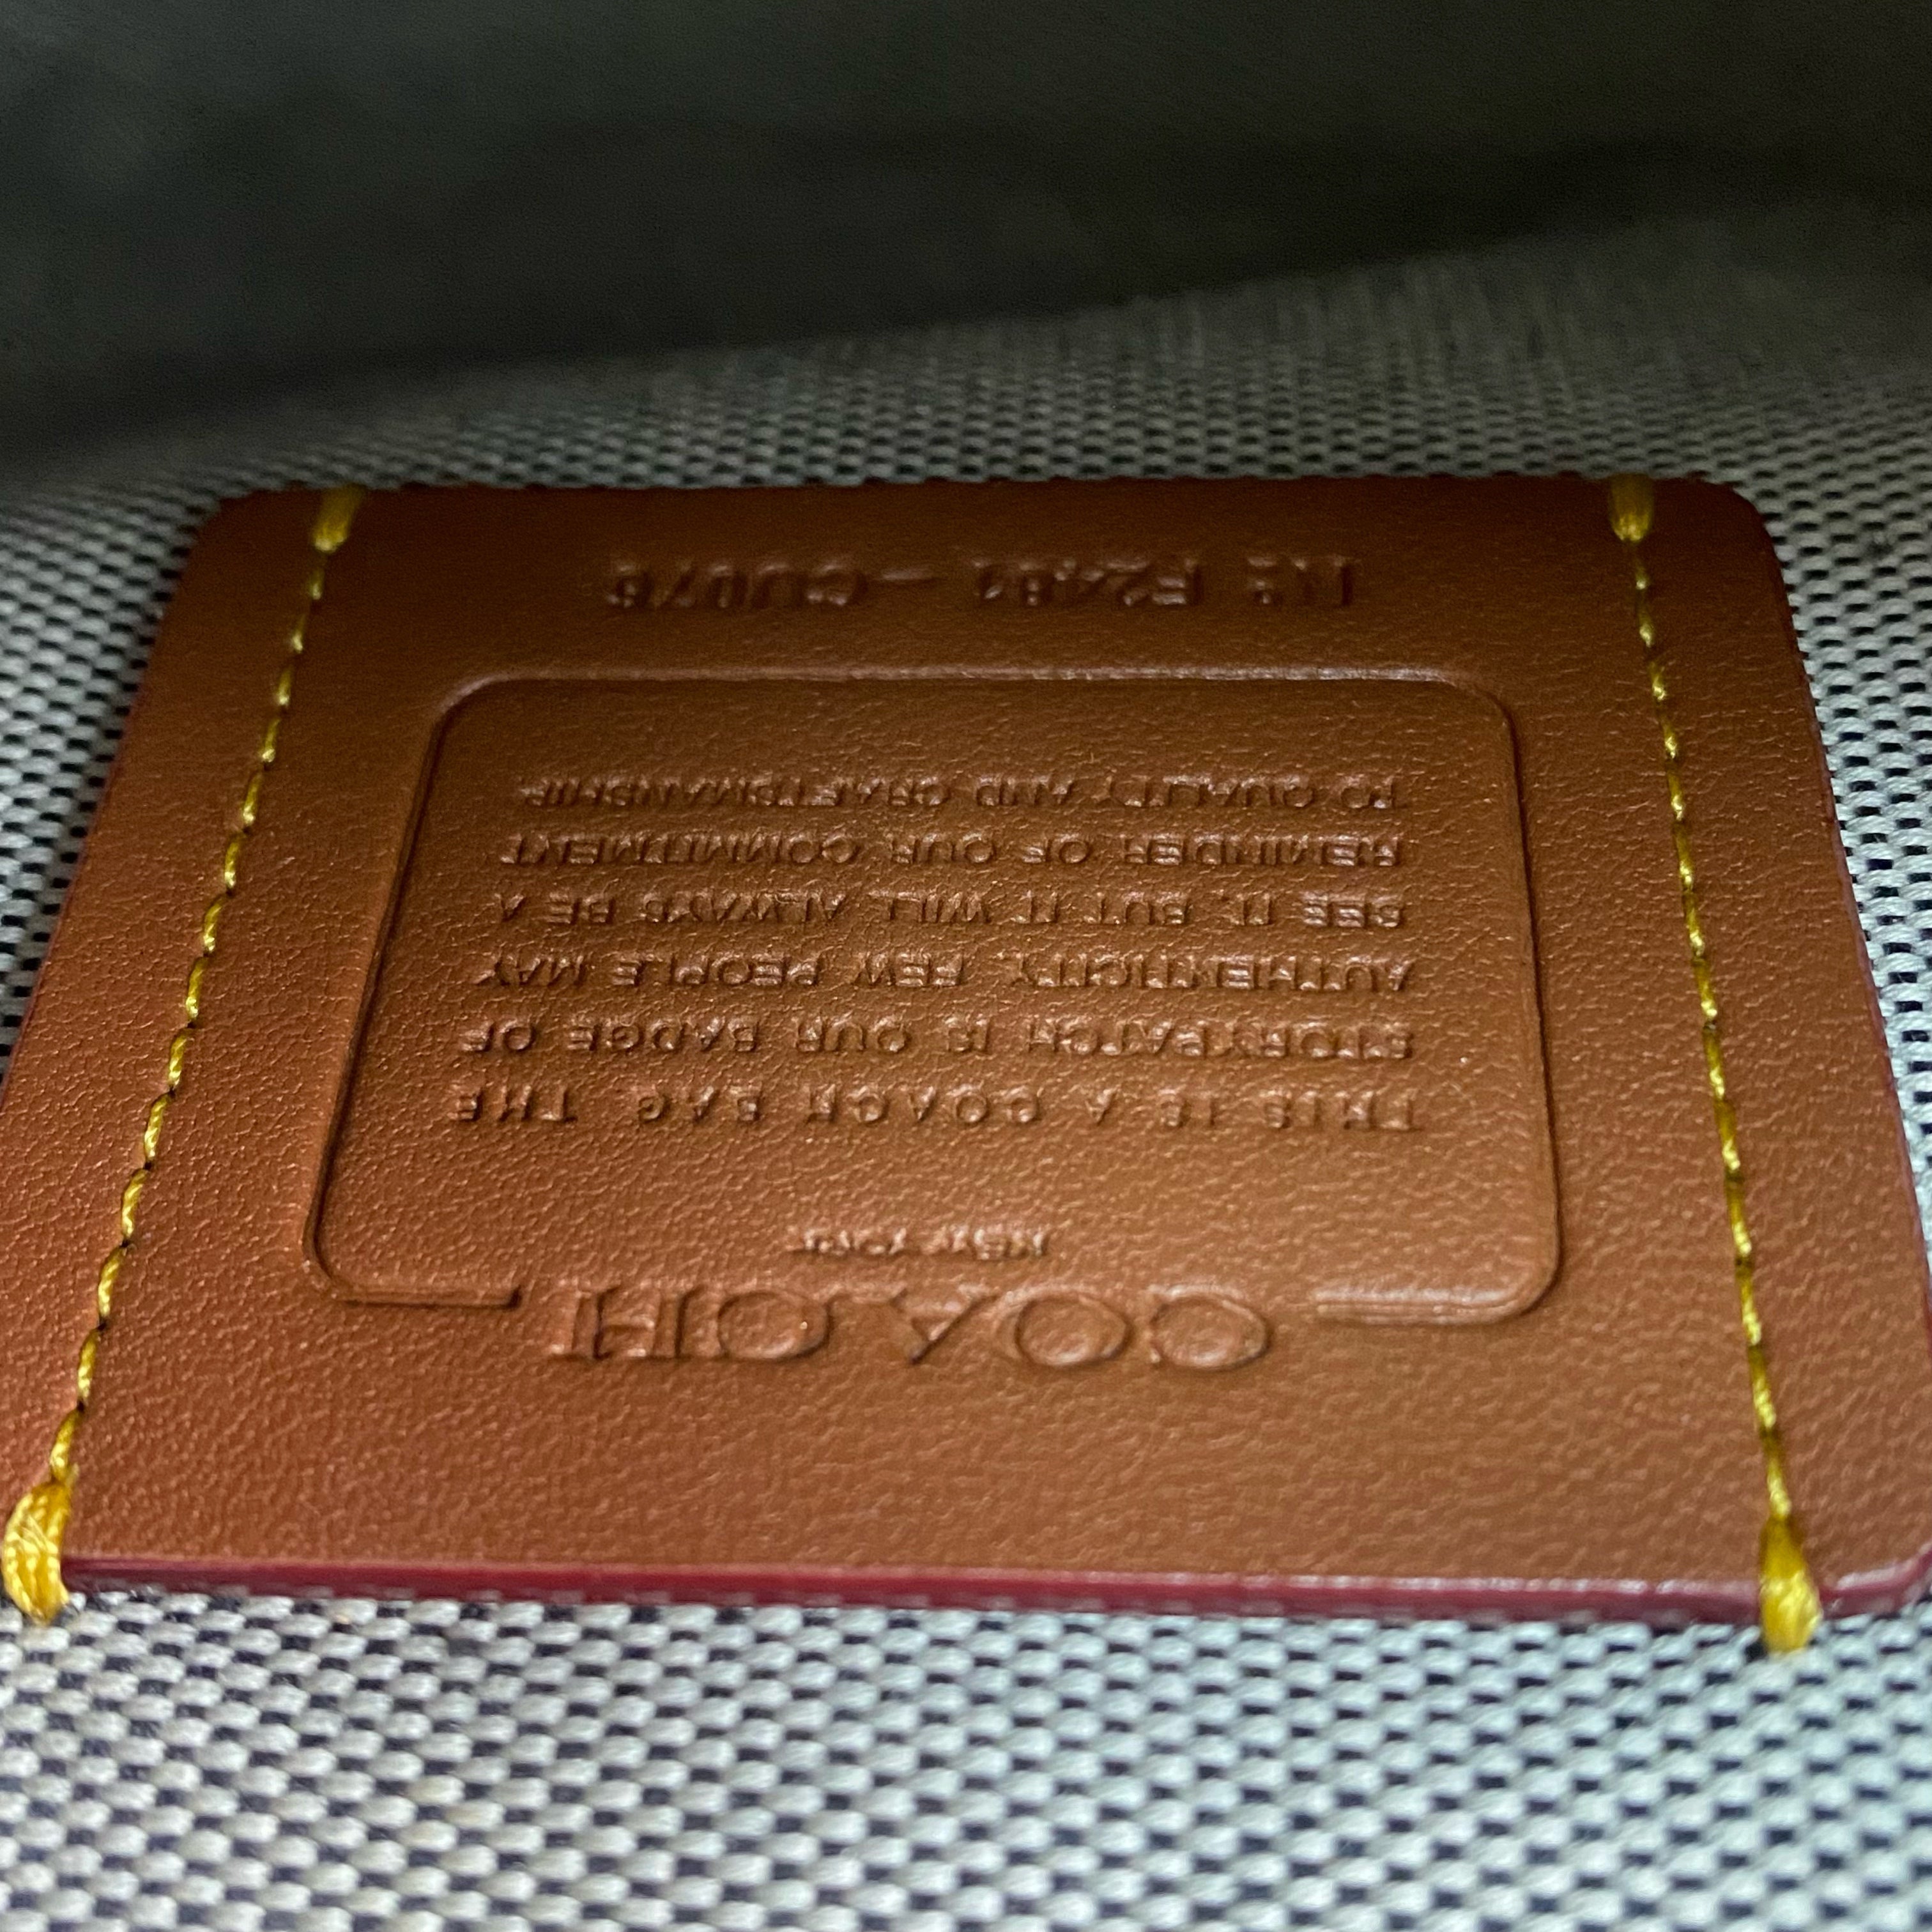 COACH
NEW YORK
THIS IS A COACH BAG. THE
STORYPATCH IS OUR BADGE OF
AUTHENTICITY. FEW PEOPLE MAY
SEE IT, BUT IT WILL ALWAYS BE A
REMINDER OF OUR COMMITMENT
TO QUALITY AND CRAFTSMANSHIP.